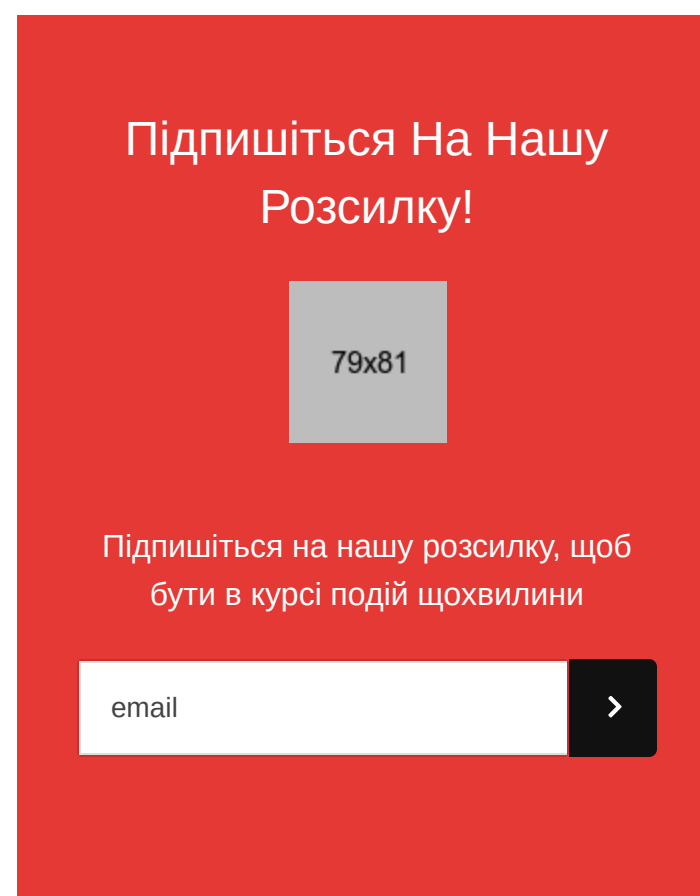 Підпишіться На Нашу
Розсилку!
79x81
Підпишіться на нашу розсилку, щоб
бути в курсі подій щохвилини
email